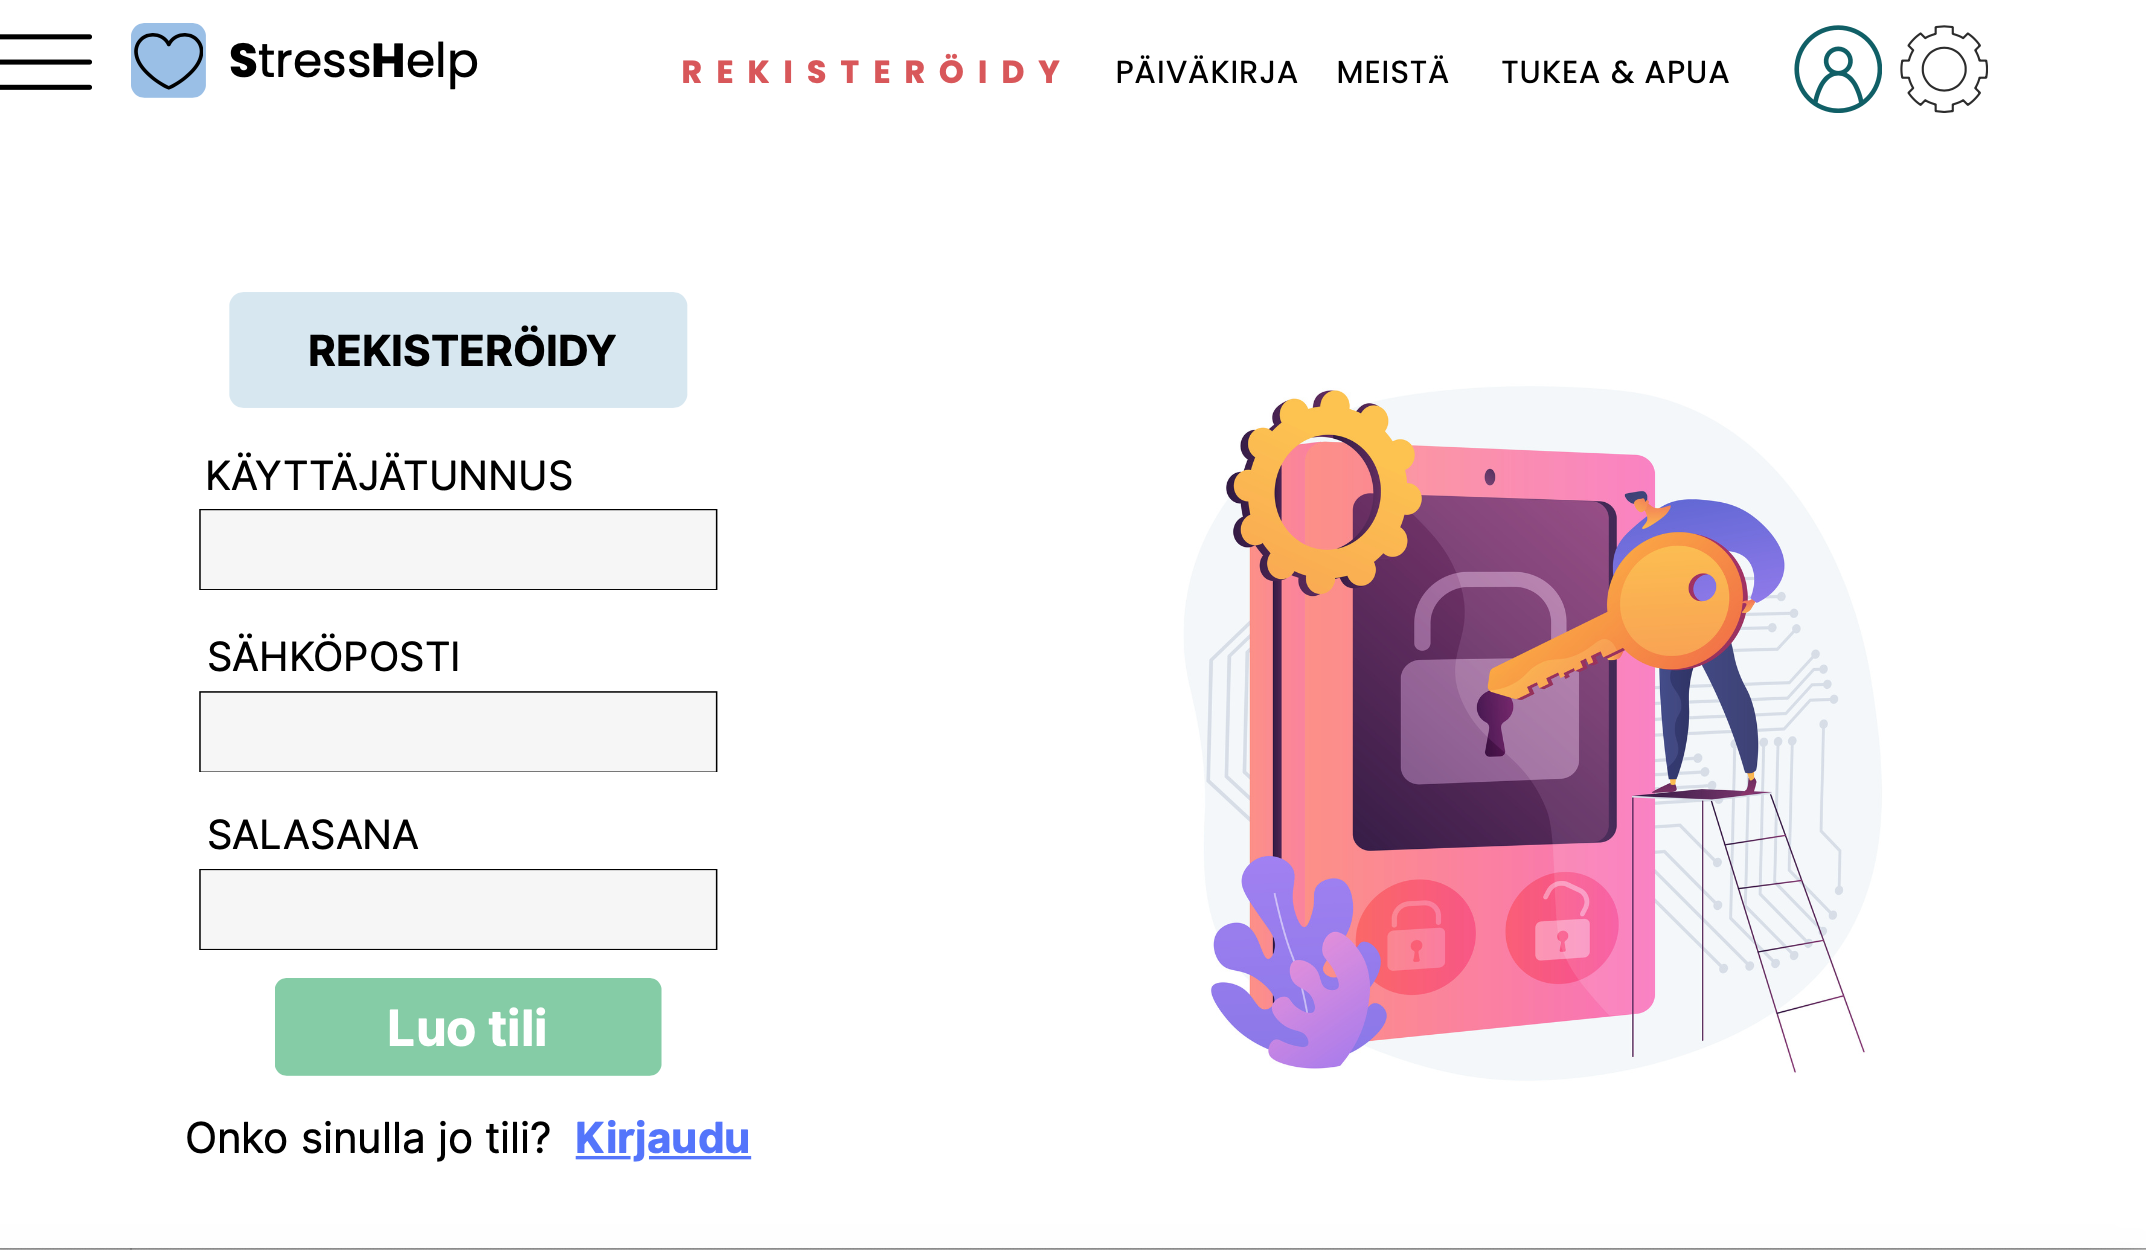 StressHelp
REKISTERÖIDY PÄIVÄKIRJA MEISTÄ TUKEA & APUA
REKISTERÖIDY
KÄYTTÄJÄTUNNUS
SÄHKÖPOSTI
SALASANA
Luo tili
Onko sinulla jo tili? Kirjaudu